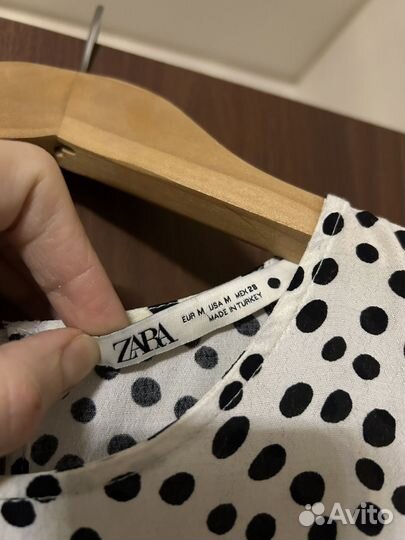 ZARA
EUR M USA M MEX 28
MADE IN TURKEY
Avito